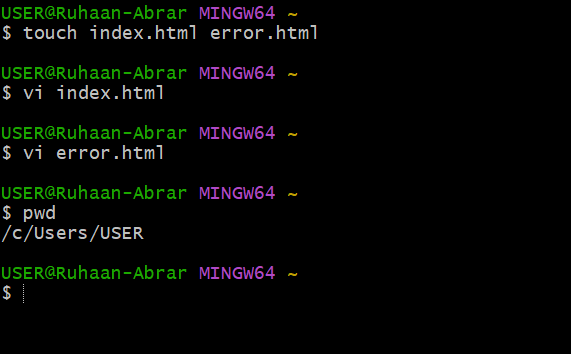 USER@Ruhaan-Abrar MINGW64 ~
$ touch index.html error.html
USER@Ruhaan-Abrar MINGW64 ~
$ vi index.html
USER@Ruhaan-Abrar MINGW64 ~
$ vi error.html
USER@Ruhaan-Abrar MINGW64 ~
$ pwd
/c/Users/USER
USER@Ruhaan-Abrar MINGW64 ~
$